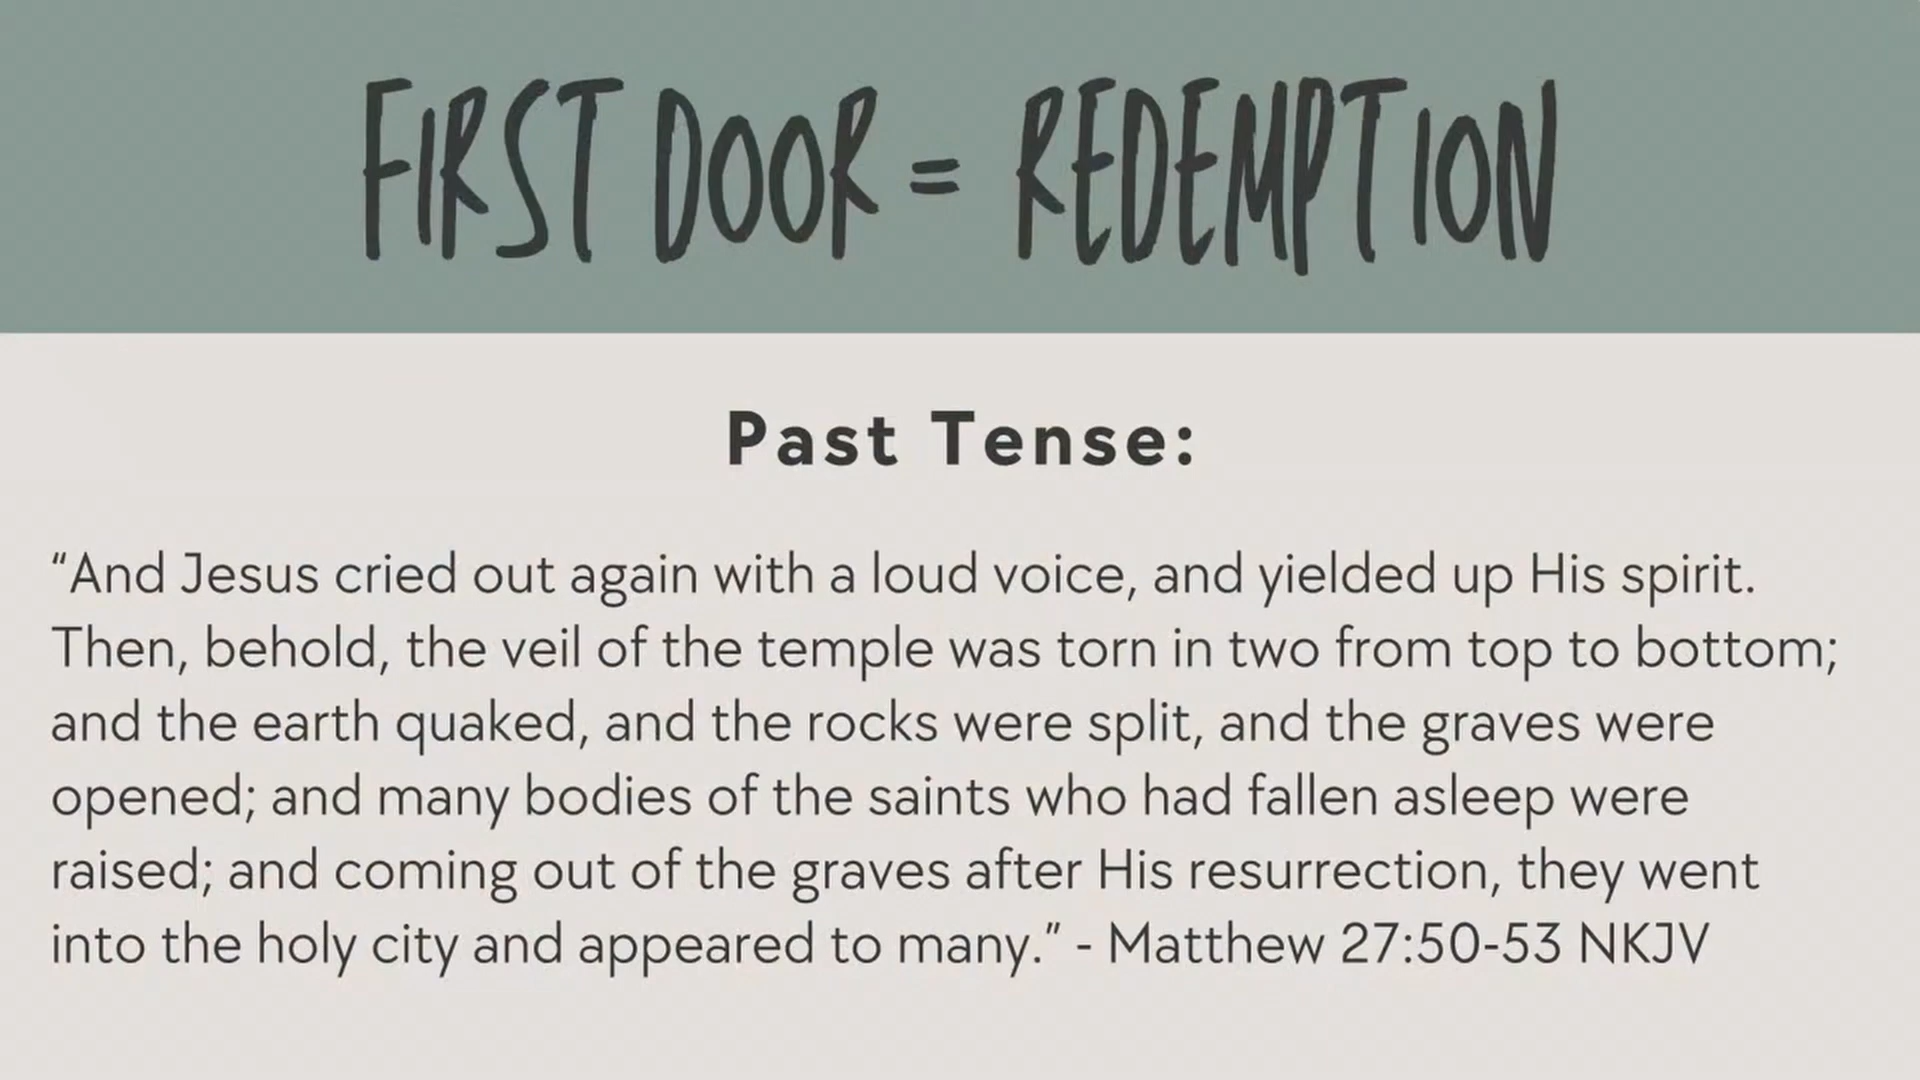 FIRST DOOR = REDEMPTION
Past Tense:
“And Jesus cried out again with a loud voice, and yielded up His spirit.
Then, behold, the veil of the temple was torn in two from top to bottom;
and the earth quaked, and the rocks were split, and the graves were
opened; and many bodies of the saints who had fallen asleep were
raised; and coming out of the graves after His resurrection, they went
into the holy city and appeared to many.” - Matthew 27:50-53 NKJV